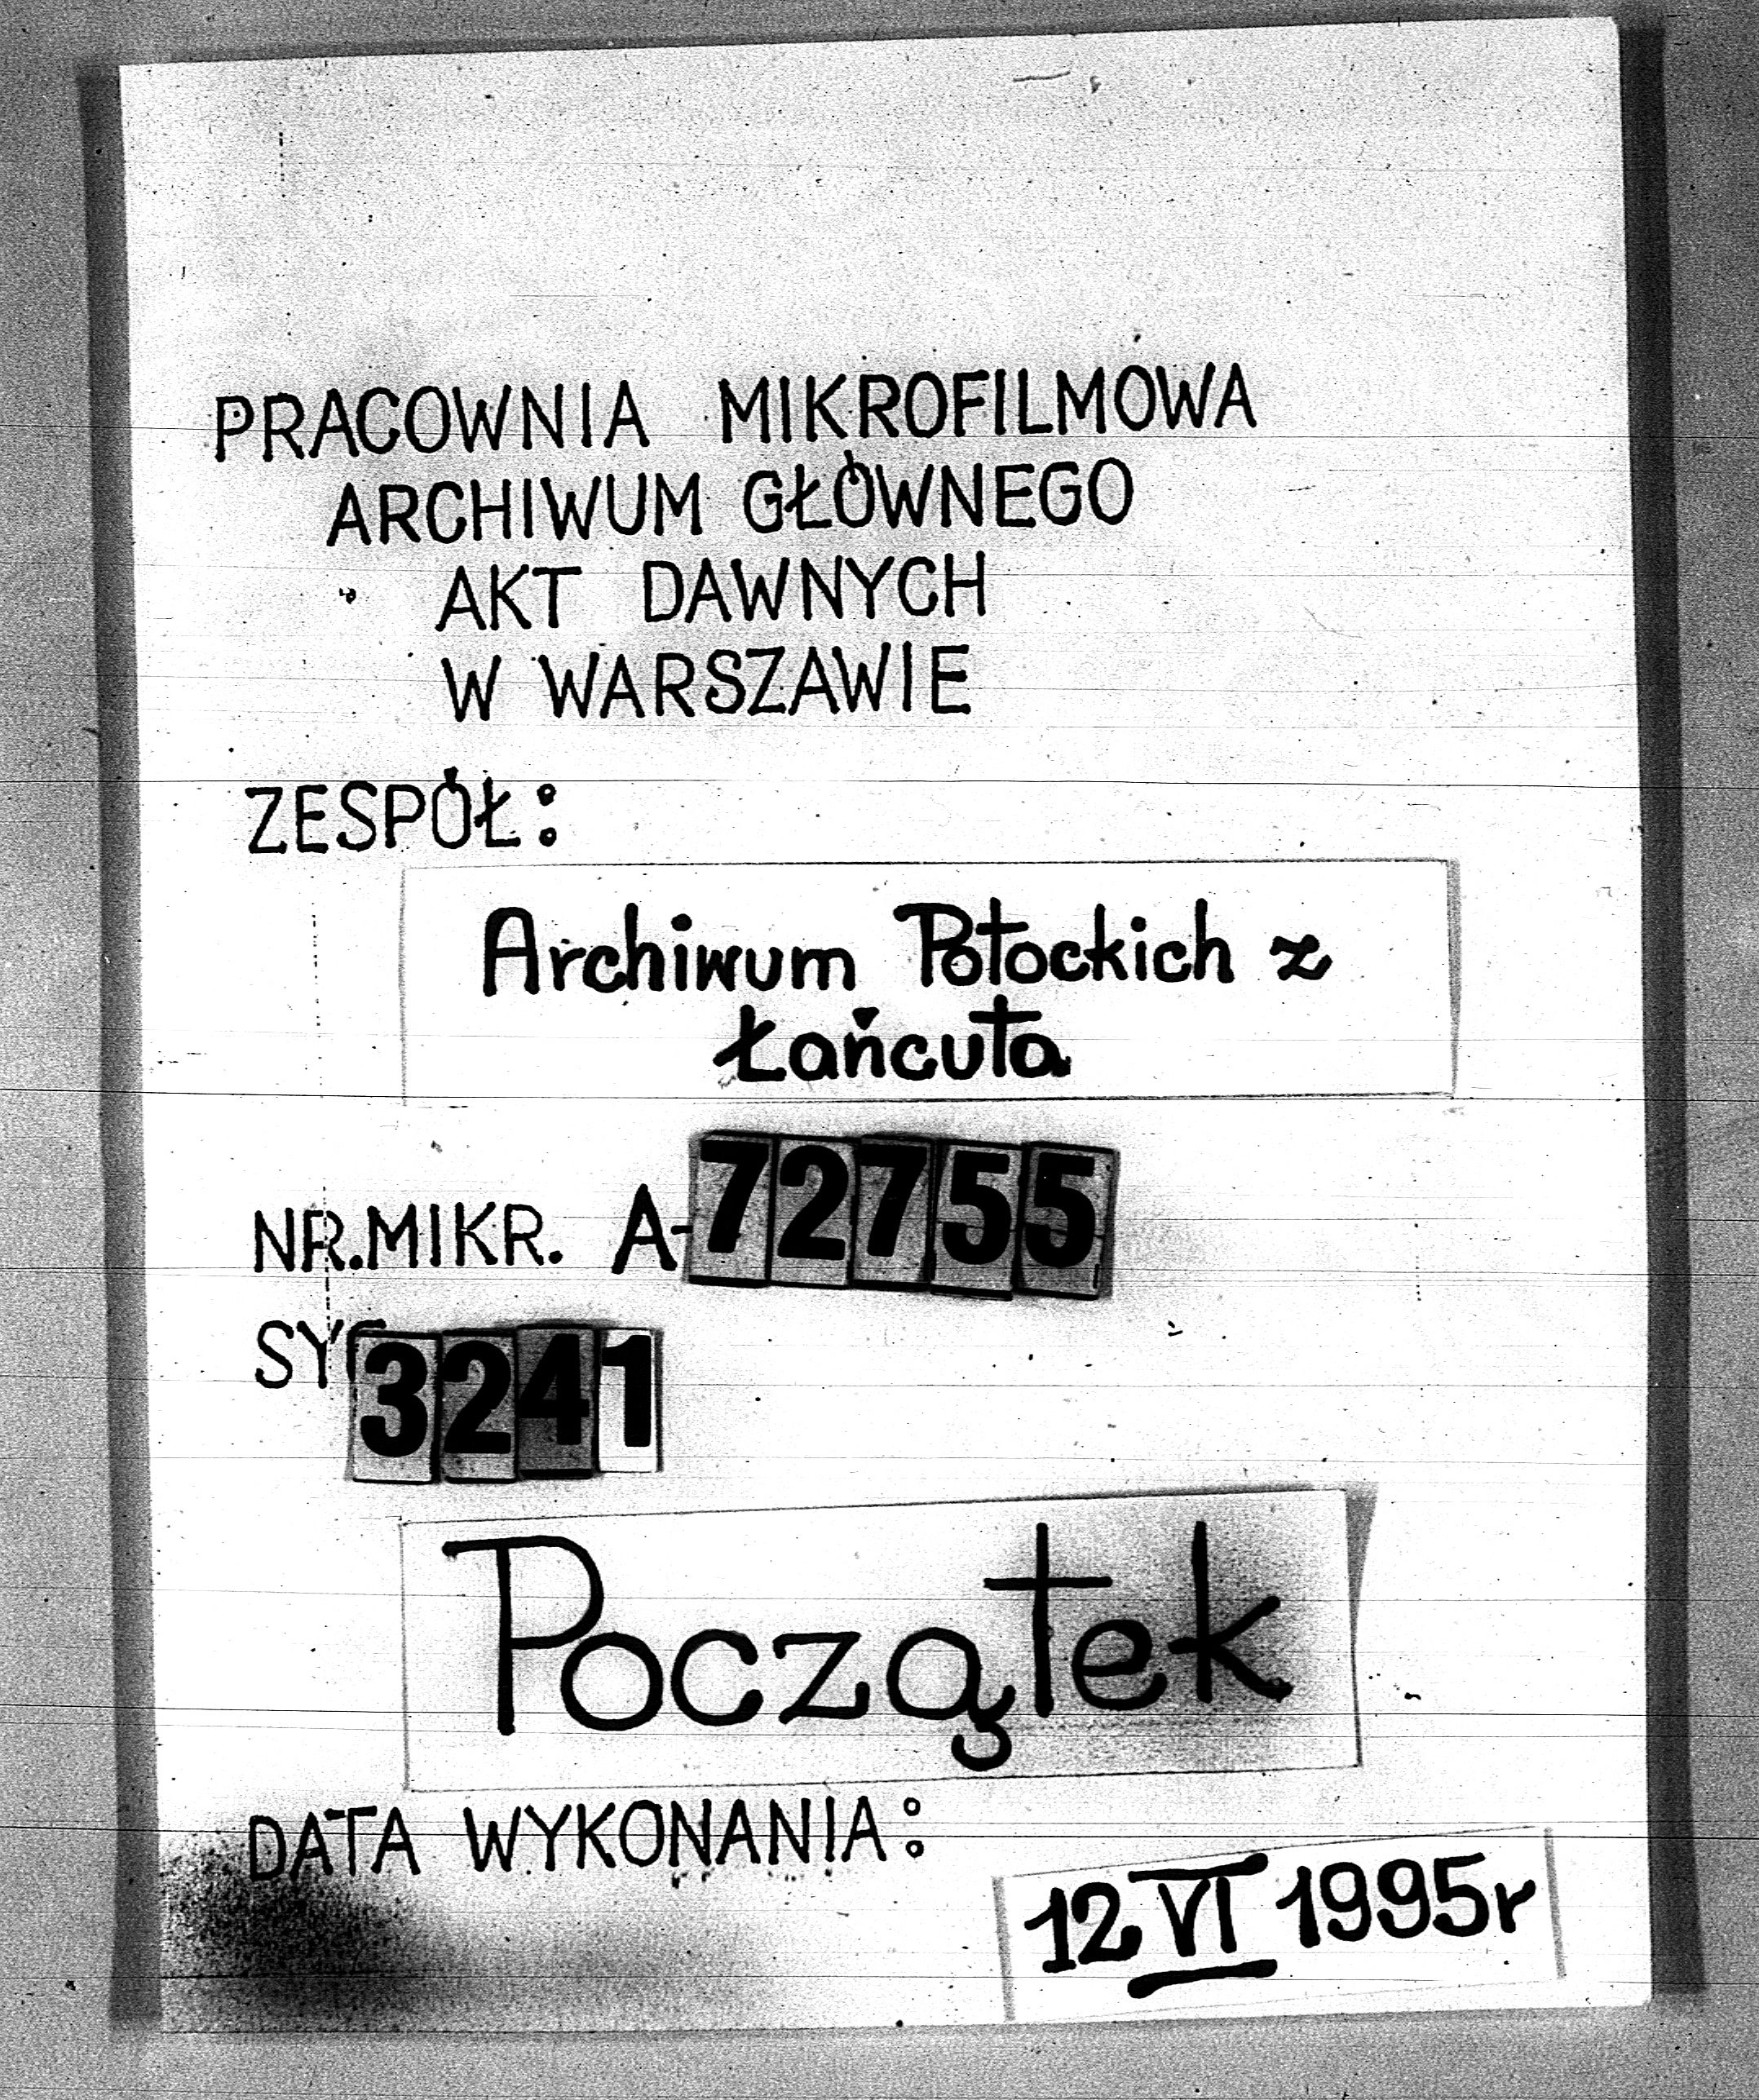 PRACOWNIA MIKROFILMOWA
ARCHIWUM GŁÓWNEGO
AKT DAWNYCH
W WARSZAWIE
ZESPÓŁ:
Archiwum Potockich z
Łańcuta
NR.MIKR. A-72755
SYG 3241
Początek
DATA WYKONANIA:
12 VI 1995r